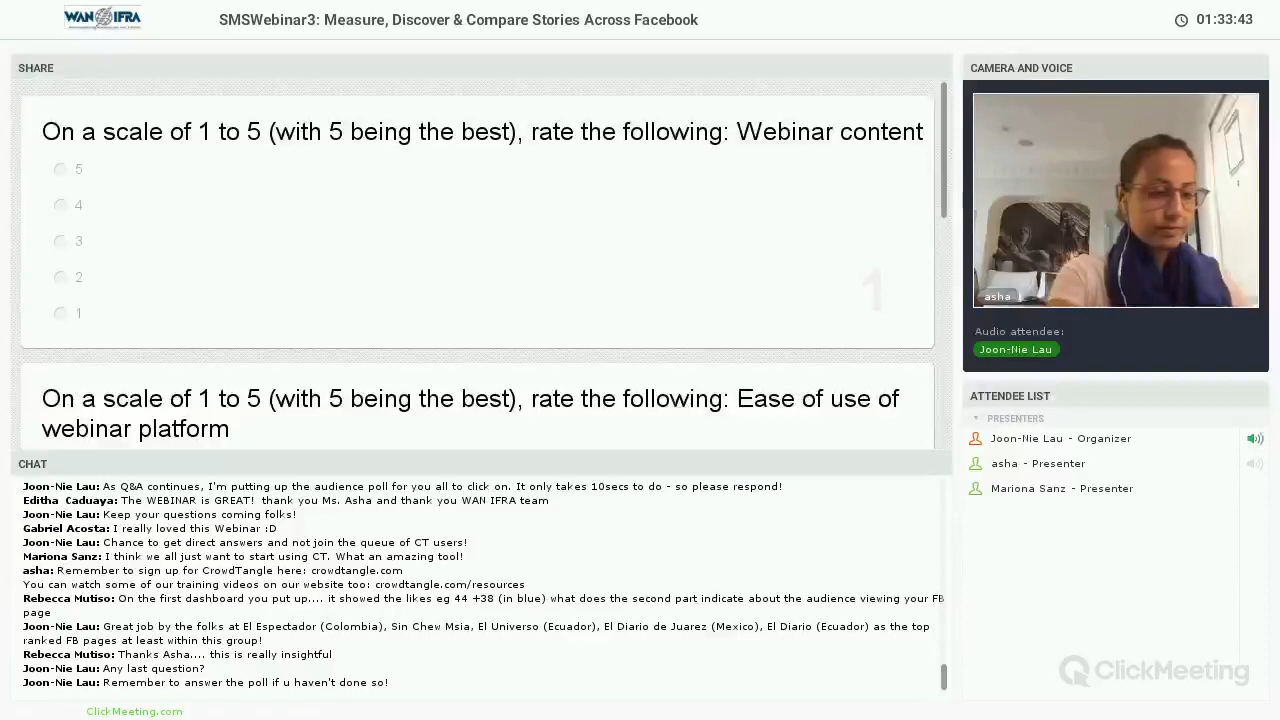 WAN IFRA
SMSWebinar3: Measure, Discover & Compare Stories Across Facebook
01:33:43
SHARE
On a scale of 1 to 5 (with 5 being the best), rate the following: Webinar content
5
4
3
2
1
1
On a scale of 1 to 5 (with 5 being the best), rate the following: Ease of use of
webinar platform
CHAT
Joon-Nie Lau: As Q&A continues, I'm putting up the audience poll for you all to click on. It only takes 10secs to do - so please respond!
Editha Caduaya: The WEBINAR is GREAT! thank you Ms. Asha and thank you WAN IFRA team
Joon-Nie Lau: Keep your questions coming folks!
Gabriel Acosta: I really loved this Webinar :D
Joon-Nie Lau: Chance to get direct answers and not join the queue of CT users!
Mariona Sanz: I think we all just want to start using CT. What an amazing tool!
asha: Remember to sign up for CrowdTangle here: crowdtangle.com
You can watch some of our training videos on our website too: crowdtangle.com/resources
Rebecca Mutiso: On the first dashboard you put up.... it showed the likes eg 44 +38 (in blue) what does the second part indicate about the audience viewing your FB
page
Joon-Nie Lau: Great job by the folks at El Espectador (Colombia), Sin Chew Msia, El Universo (Ecuador), El Diario de Juarez (Mexico), El Diario (Ecuador) as the top
ranked FB pages at least within this group!
Rebecca Mutiso: Thanks Asha.... this is really insightful
Joon-Nie Lau: Any last question?
Joon-Nie Lau: Remember to answer the poll if u haven't done so!
ClickMeeting.com
CAMERA AND VOICE
asha
Audio attendee:
Joon-Nie Lau
ATTENDEE LIST
PRESENTERS
Joon-Nie Lau - Organizer
asha - Presenter
Mariona Sanz - Presenter
ClickMeeting